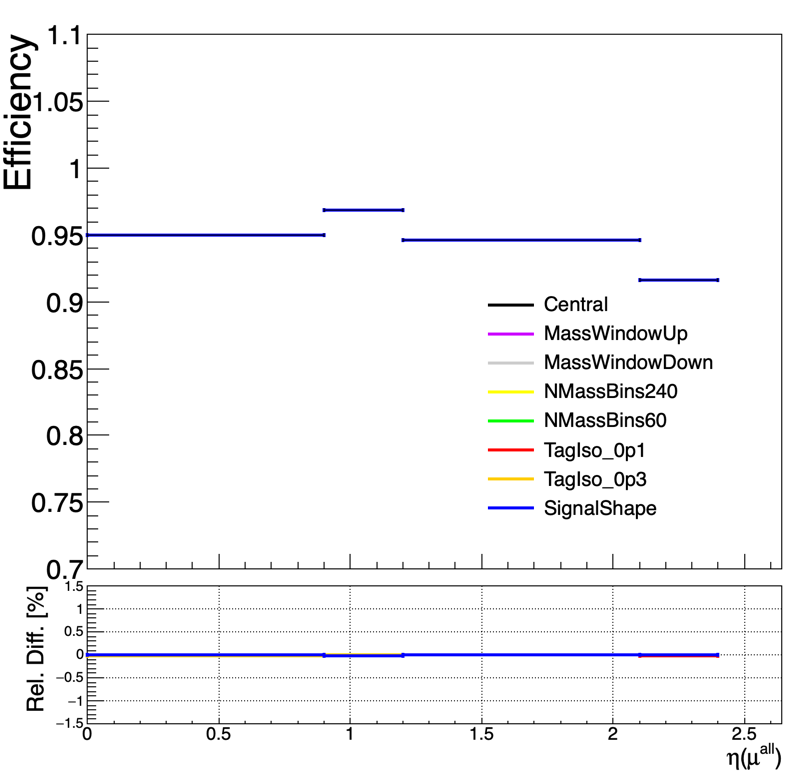 Efficiency
1.1
1.05
1
0.95
0.9
0.85
0.8
0.75
0.7
Central
MassWindowUp
MassWindowDown
NMassBins240
NMassBins60
TagIso_0p1
TagIso_0p3
SignalShape
Rel. Diff. [%]
1.5
1
0.5
0
−0.5
−1
−1.5
0 0.5 1 1.5 2 2.5
η(μ^all)